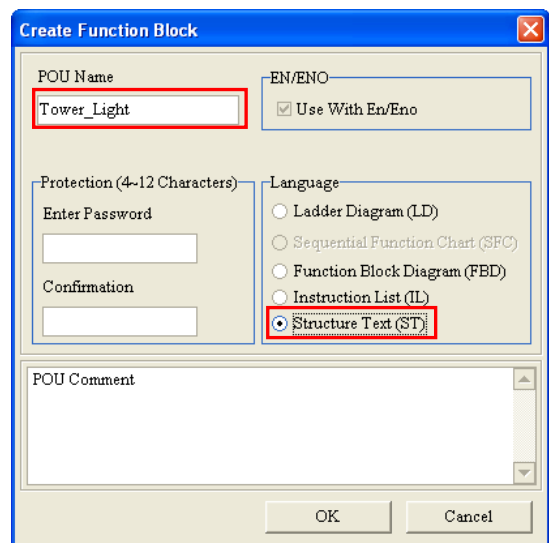 Create Function Block
POU Name
Tower_Light
EN/ENO
Use With En/Eno
Protection (4~12 Characters)
Enter Password
Confirmation
Language
Ladder Diagram (LD)
Sequential Function Chart (SFC)
Function Block Diagram (FBD)
Instruction List (IL)
Structure Text (ST)
POU Comment
OK
Cancel